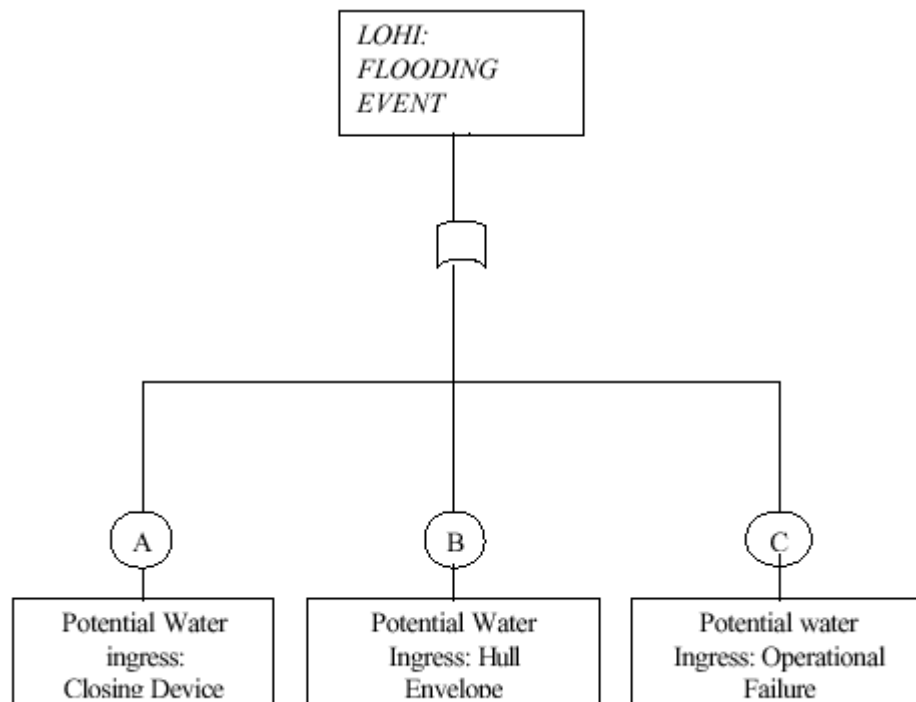 LOHI:
FLOODING
EVENT
A
B
C
Potential Water
ingress:
Closing Device
Potential Water
Ingress: Hull
Envelope
Potential water
Ingress: Operational
Failure